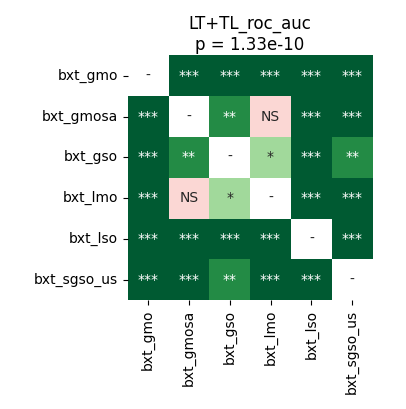 LT+TL_roc_auc
p = 1.33e-10
bxt_gmo - *** *** *** *** ***
bxt_gmosa *** - ** NS *** ***
bxt_gso *** ** - * *** **
bxt_lmo *** NS * - *** ***
bxt_lso *** *** *** *** - ***
bxt_sgso_us *** *** ** *** *** -
bxt_gmo
bxt_gmosa
bxt_gso
bxt_lmo
bxt_lso
bxt_sgso_us